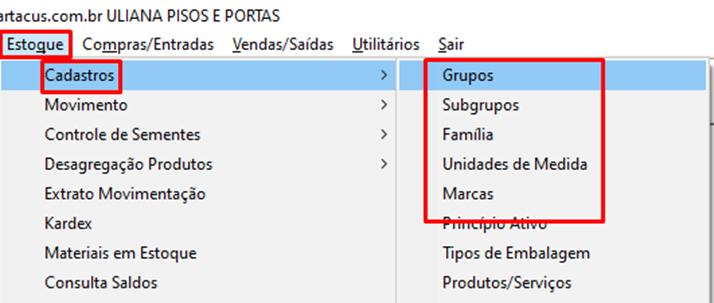 artacus.com.br ULIANA PISOS E PORTAS
Estoque Compras/Entradas Vendas/Saídas Utilitários Sair
Cadastros > Grupos
Movimento > Subgrupos
Controle de Sementes > Família
Desagregação Produtos > Unidades de Medida
Extrato Movimentação Marcas
Kardex Princípio Ativo
Materiais em Estoque Tipos de Embalagem
Consulta Saldos Produtos/Serviços